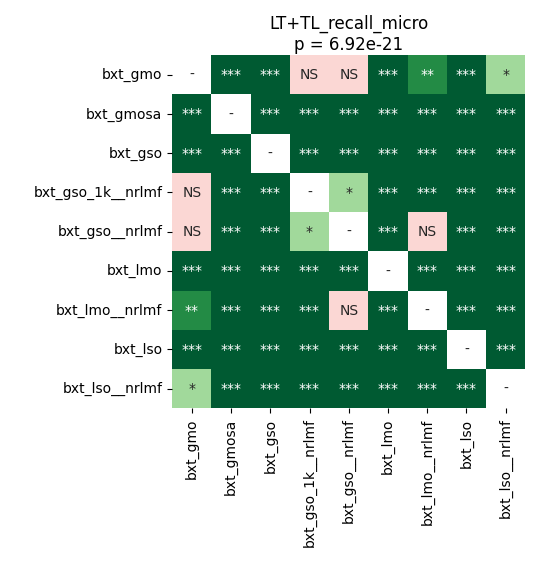 LT+TL_recall_micro
p = 6.92e-21
bxt_gmo - *** *** NS NS *** ** *** *
bxt_gmosa *** - *** *** *** *** *** *** ***
bxt_gso *** *** - *** *** *** *** *** ***
bxt_gso_1k__nrlmf NS *** *** - * *** *** *** ***
bxt_gso__nrlmf NS *** *** * - *** NS *** ***
bxt_lmo *** *** *** *** *** - *** *** ***
bxt_lmo__nrlmf ** *** *** *** NS *** - *** ***
bxt_lso *** *** *** *** *** *** *** - ***
bxt_lso__nrlmf * *** *** *** *** *** *** *** -
bxt_gmo
bxt_gmosa
bxt_gso
bxt_gso_1k__nrlmf
bxt_gso__nrlmf
bxt_lmo
bxt_lmo__nrlmf
bxt_lso
bxt_lso__nrlmf